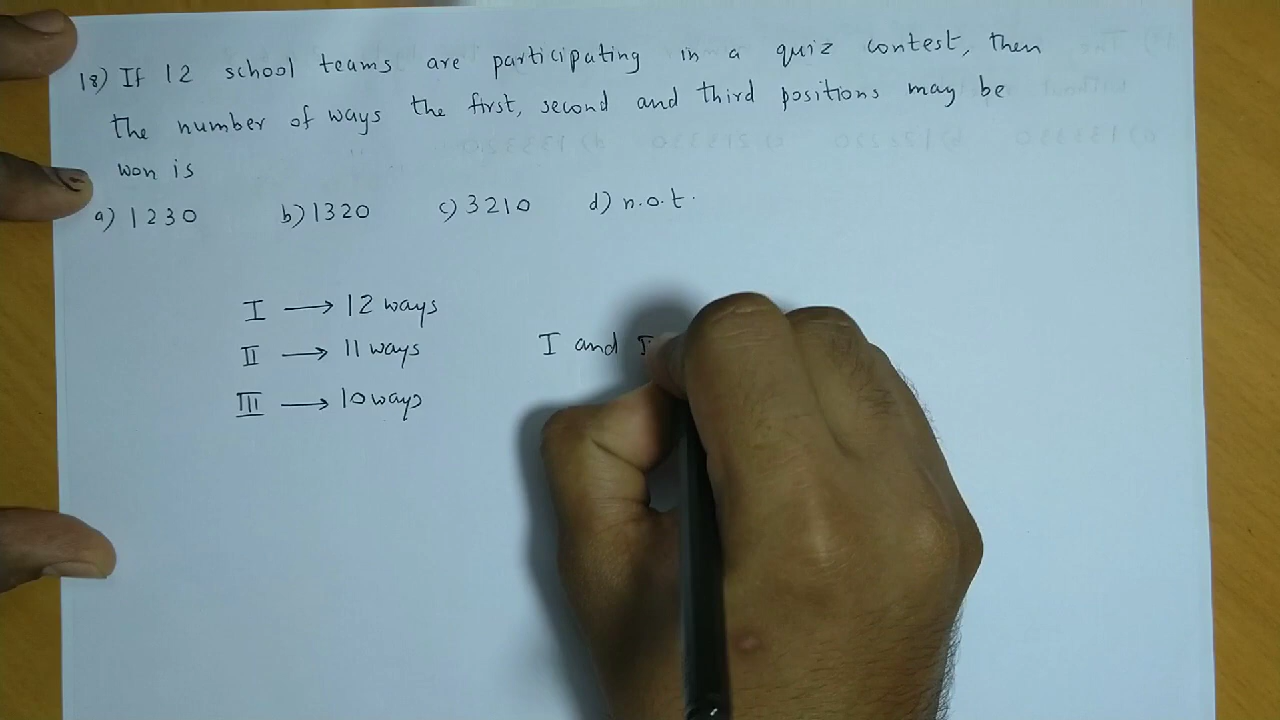 18) If 12 school teams are participating in a quiz contest, then
the number of ways the first, second and third positions may be
won is
a) 1230 b) 1320 c) 3210 d) n.o.t.
I → 12 ways
II → 11 ways I and
III → 10 ways